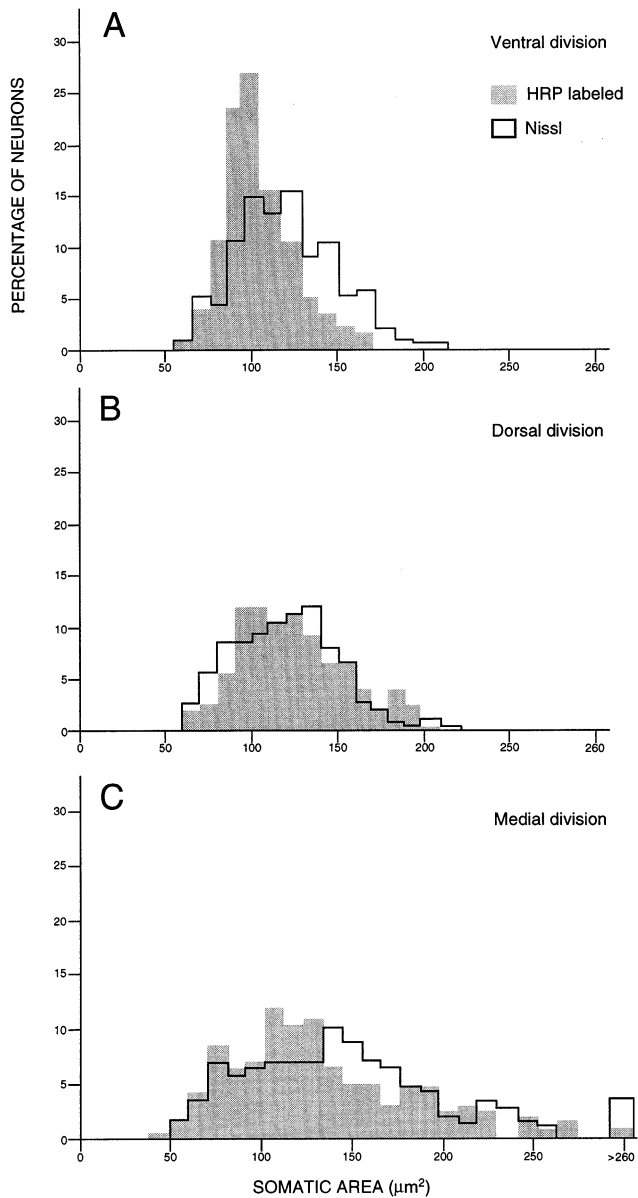 A
Ventral division
HRP labeled
Nissl
PERCENTAGE OF NEURONS
30
25
20
15
10
5
0
0 50 100 150 200 250 260
B
Dorsal division
30
25
20
15
10
5
0
0 50 100 150 200 250 260
C
Medial division
30
25
20
15
10
5
0
0 50 100 150 200 250 >260
SOMATIC AREA (µm²)